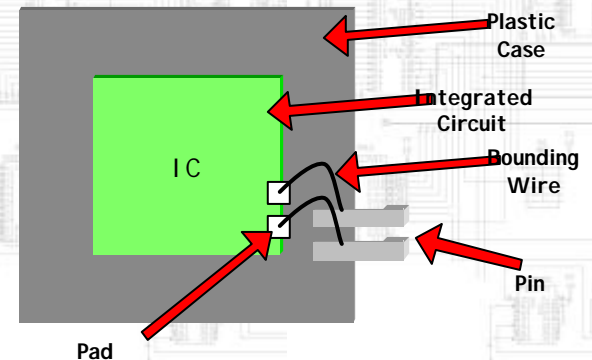 Plastic
Case
Integrated
Circuit
IC
Bounding
Wire
Pin
Pad